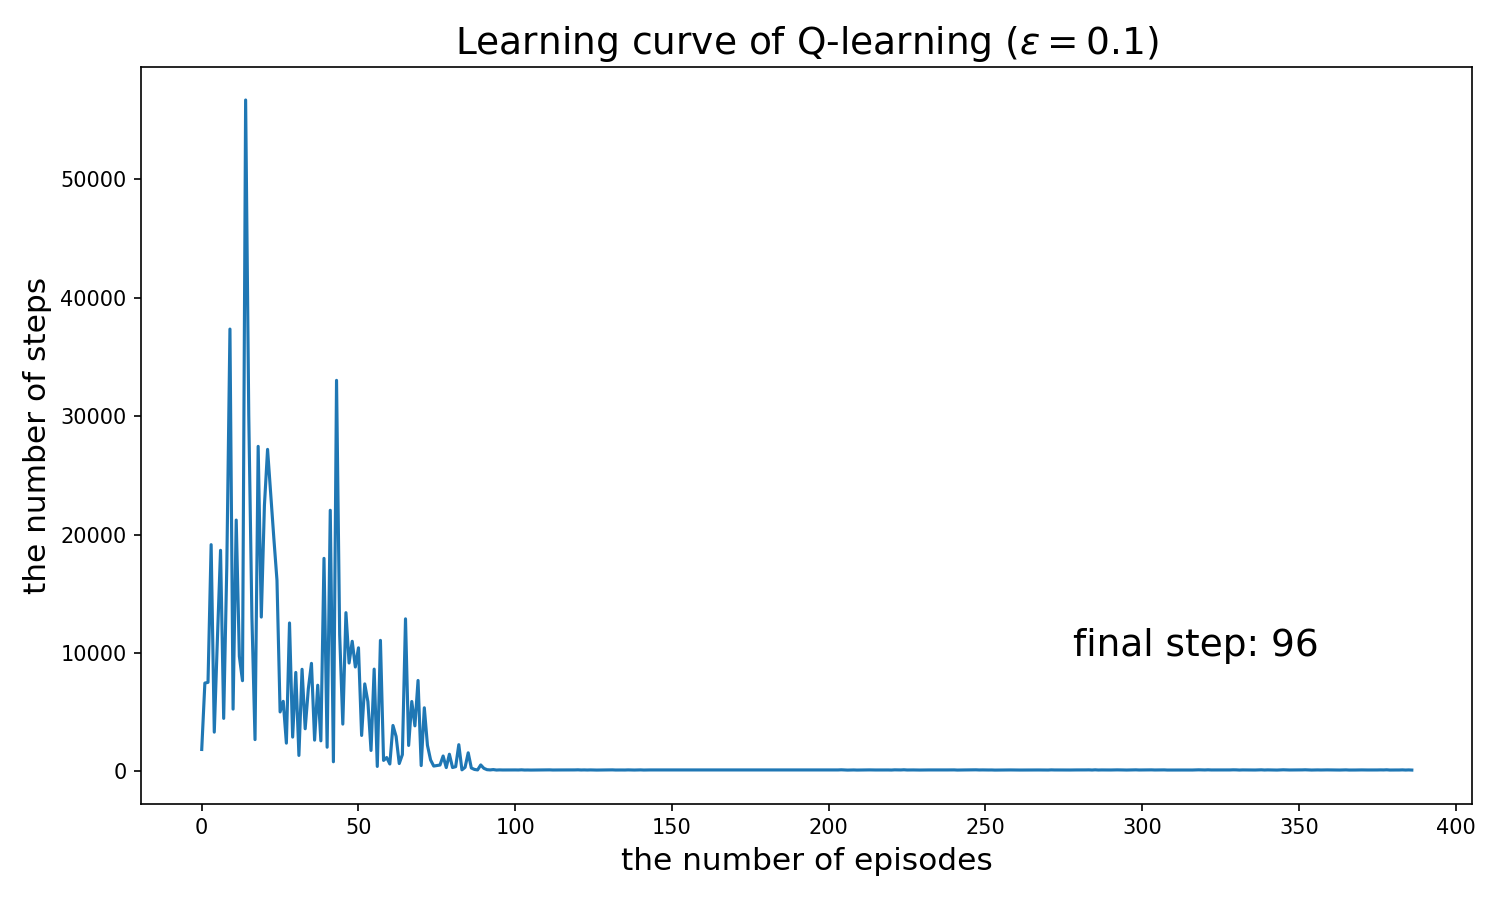 Learning curve of Q-learning (ε = 0.1)
the number of steps
50000
40000
30000
20000
10000
0
final step: 96
0 50 100 150 200 250 300 350 400
the number of episodes